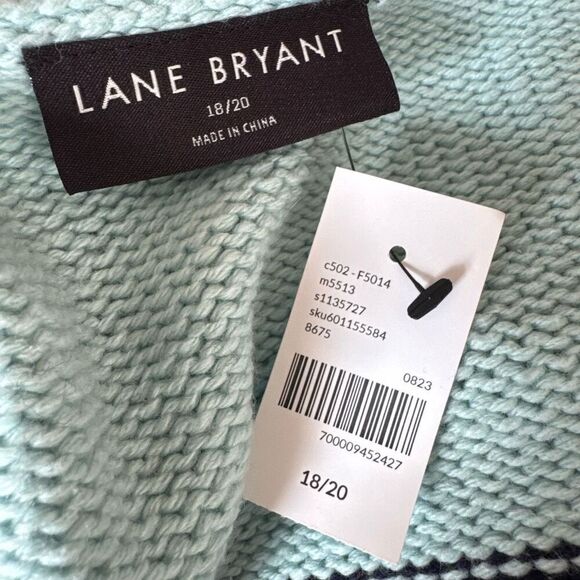 LANE BRYANT
18/20
MADE IN CHINA
c502 - F5014
m5513
s1135727
sku601155584
8675
0823
700009452427
18/20